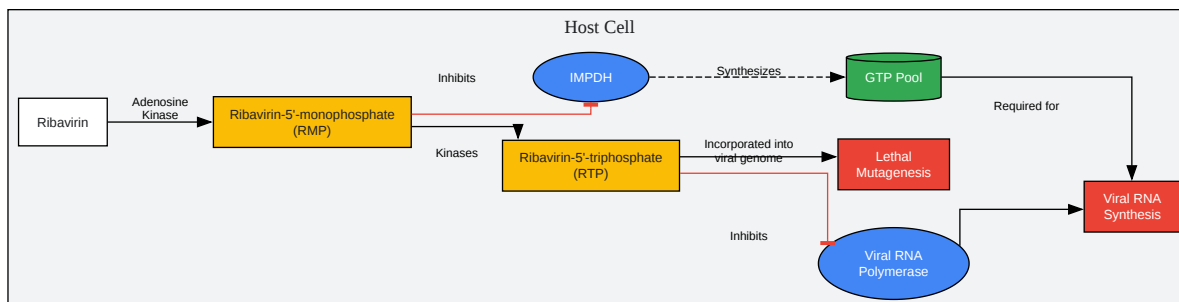 Host Cell
Inhibits
IMPDH
Synthesizes
GTP Pool
Ribavirin
Adenosine
Kinase
Ribavirin-5'-monophosphate
(RMP)
Required for
Kinases
Ribavirin-5'-triphosphate
(RTP)
Incorporated into
viral genome
Lethal
Mutagenesis
Viral RNA
Synthesis
Inhibits
Viral RNA
Polymerase